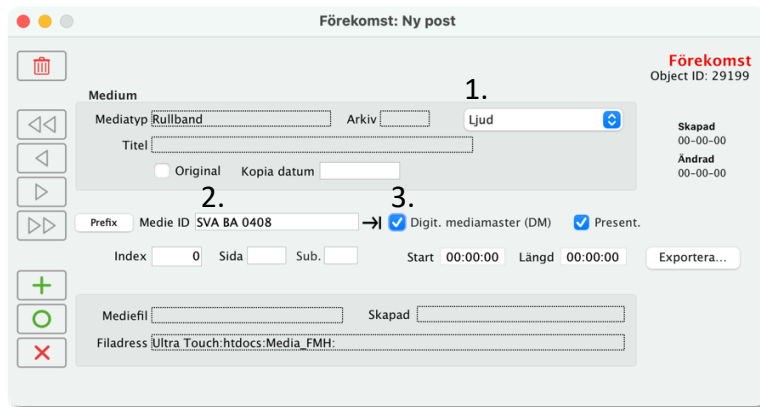 Förekomst: Ny post
Förekomst
Object ID: 29199
1.
Medium
Mediatyp Rullband Arkiv Ljud
Skapad
00-00-00
Titel
Ändrad
00-00-00
Original Kopia datum
2. 3.
Prefix Medie ID SVA BA 0408 Digit. mediamaster (DM) Present.
Index 0 Sida Sub. Start 00:00:00 Längd 00:00:00 Exportera...
Mediefil Skapad
Filadress Ultra Touch:htdocs:Media_FMH: